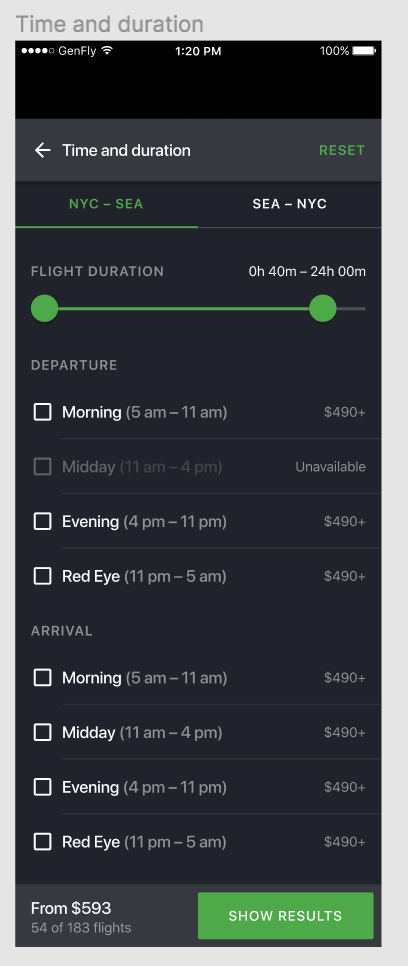 Time and duration
GenFly 1:20 PM 100%
Time and duration RESET
NYC – SEA SEA – NYC
FLIGHT DURATION 0h 40m – 24h 00m
DEPARTURE
Morning (5 am – 11 am) $490+
Midday (11 am – 4 pm) Unavailable
Evening (4 pm – 11 pm) $490+
Red Eye (11 pm – 5 am) $490+
ARRIVAL
Morning (5 am – 11 am) $490+
Midday (11 am – 4 pm) $490+
Evening (4 pm – 11 pm) $490+
Red Eye (11 pm – 5 am) $490+
From $593
54 of 183 flights
SHOW RESULTS